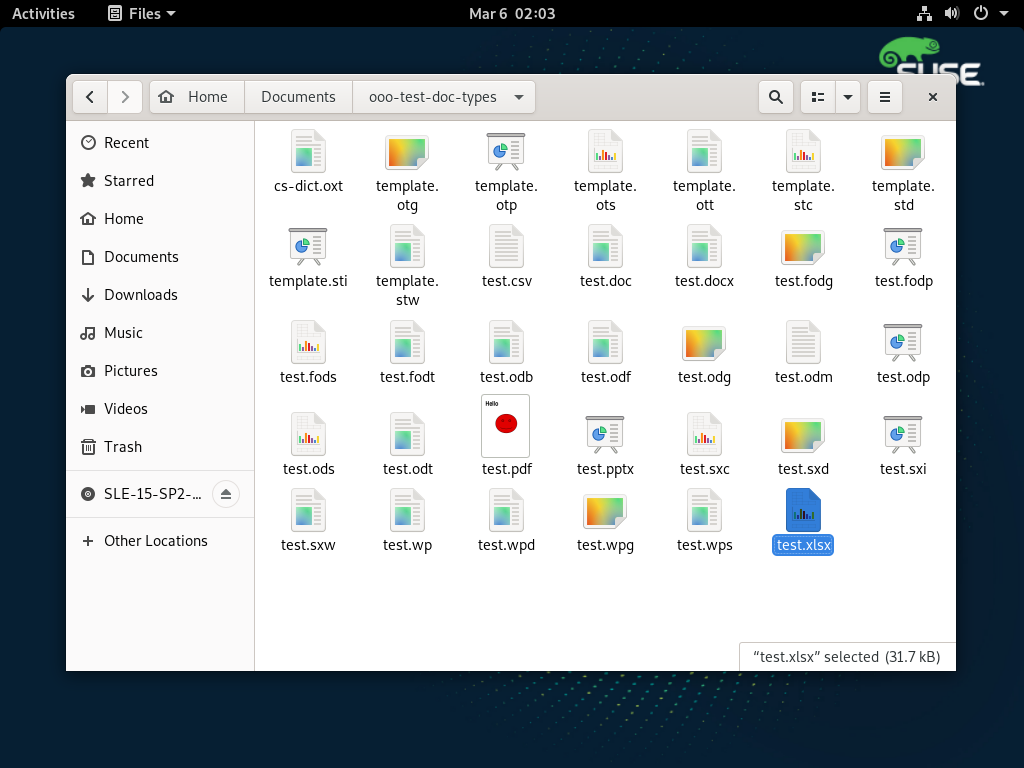 Activities Files Mar 6 02:03
SUSE
Home Documents ooo-test-doc-types
Recent
Starred
Home
Documents
Downloads
Music
Pictures
Videos
Trash
SLE-15-SP2-...
Other Locations
cs-dict.oxt
template.
otg
template.
otp
template.
ots
template.
ott
template.
stc
template.
std
template.sti
template.
stw
test.csv
test.doc
test.docx
test.fodg
test.fodp
test.fods
test.fodt
test.odb
test.odf
test.odg
test.odm
test.odp
test.ods
test.odt
Hello
test.pdf
test.pptx
test.sxc
test.sxd
test.sxi
test.sxw
test.wp
test.wpd
test.wpg
test.wps
test.xlsx
“test.xlsx” selected (31.7 kB)